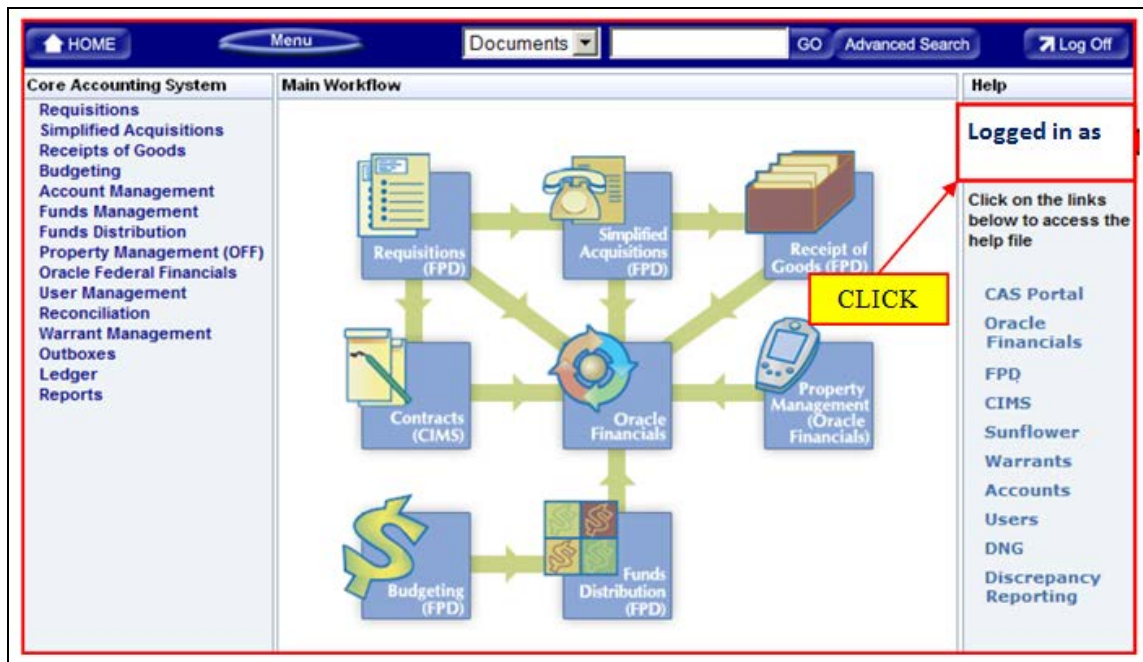 HOME
Menu
Documents
GO
Advanced Search
Log Off
Core Accounting System
Requisitions
Simplified Acquisitions
Receipts of Goods
Budgeting
Account Management
Funds Management
Funds Distribution
Property Management (OFF)
Oracle Federal Financials
User Management
Reconciliation
Warrant Management
Outboxes
Ledger
Reports
Main Workflow
Requisitions
(FPD)
Simplified
Acquisitions
(FPD)
Receipt of
Goods (FPD)
CLICK
Contracts
(CIMS)
Oracle
Financials
Property
Management
(Oracle
Financials)
Budgeting
(FPD)
Funds
Distribution
(FPD)
Help
Logged in as
Click on the links
below to access the
help file
CAS Portal
Oracle
Financials
FPD
CIMS
Sunflower
Warrants
Accounts
Users
DNG
Discrepancy
Reporting